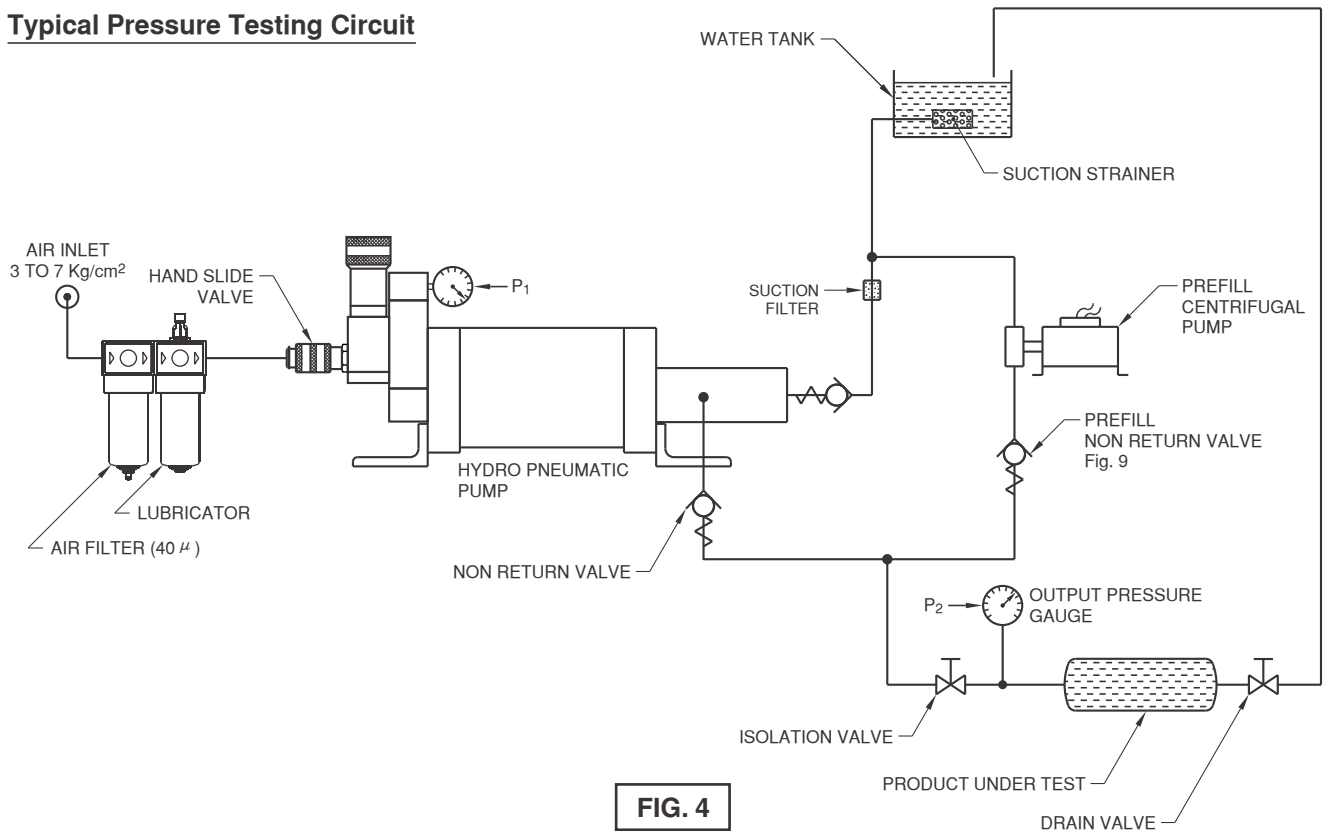 Typical Pressure Testing Circuit
WATER TANK
SUCTION STRAINER
AIR INLET
3 TO 7 Kg/cm²
HAND SLIDE
VALVE
P₁
SUCTION
FILTER
PREFILL
CENTRIFUGAL
PUMP
PREFILL
NON RETURN VALVE
Fig. 9
HYDRO PNEUMATIC
PUMP
LUBRICATOR
AIR FILTER (40 μ)
NON RETURN VALVE
P₂
OUTPUT PRESSURE
GAUGE
ISOLATION VALVE
PRODUCT UNDER TEST
DRAIN VALVE
FIG. 4